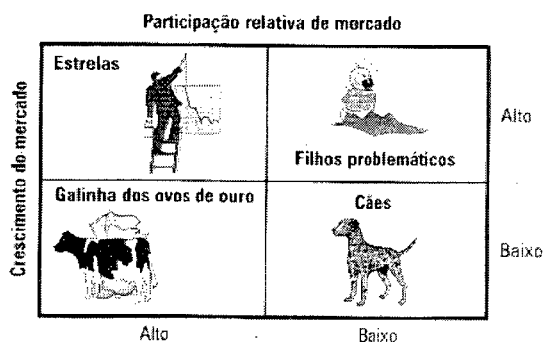 Participação relativa de mercado
Estrelas
Filhos problemáticos
Alto
Crescimento do mercado
Galinha dos ovos de ouro
Cães
Baixo
Alto
Baixo